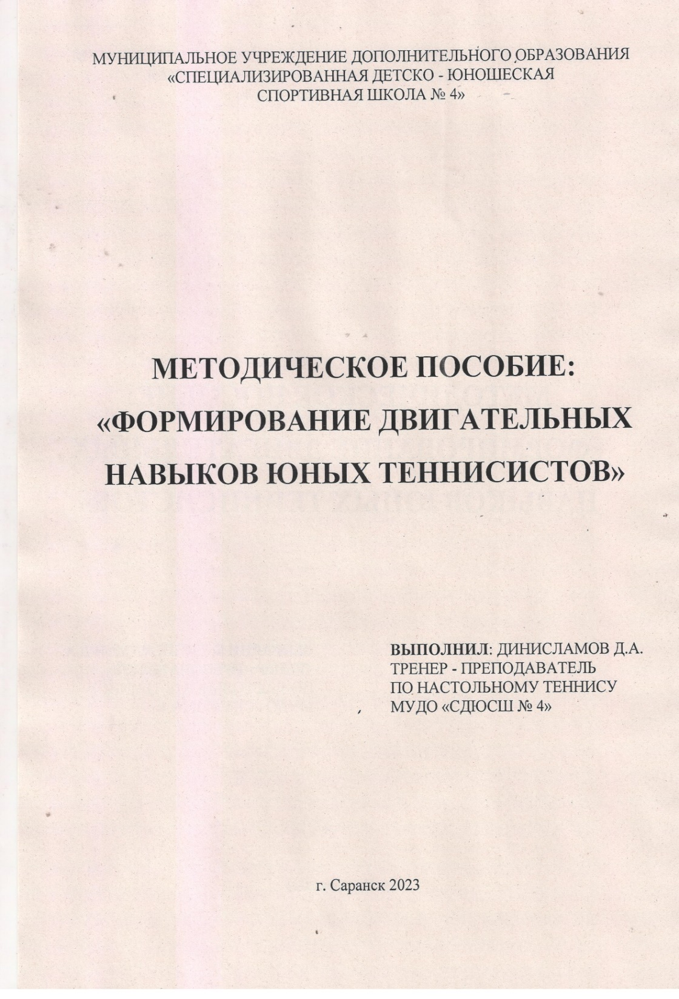 МУНИЦИПАЛЬНОЕ УЧРЕЖДЕНИЕ ДОПОЛНИТЕЛЬНОГО ОБРАЗОВАНИЯ
«СПЕЦИАЛИЗИРОВАННАЯ ДЕТСКО - ЮНОШЕСКАЯ
СПОРТИВНАЯ ШКОЛА № 4»
МЕТОДИЧЕСКОЕ ПОСОБИЕ:
«ФОРМИРОВАНИЕ ДВИГАТЕЛЬНЫХ
НАВЫКОВ ЮНЫХ ТЕННИСИСТОВ»
ВЫПОЛНИЛ: ДИНИСЛАМОВ Д.А.
ТРЕНЕР - ПРЕПОДАВАТЕЛЬ
ПО НАСТОЛЬНОМУ ТЕННИСУ
МУДО «СДЮСШ № 4»
г. Саранск 2023